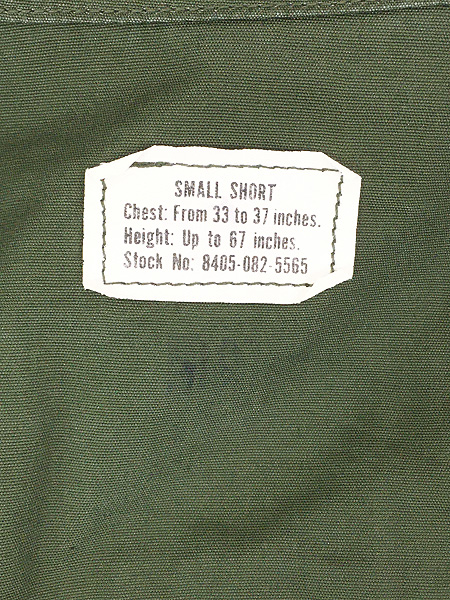 SMALL SHORT
Chest: From 33 to 37 inches.
Height: Up to 67 inches.
Stock No: 8405-082-5565